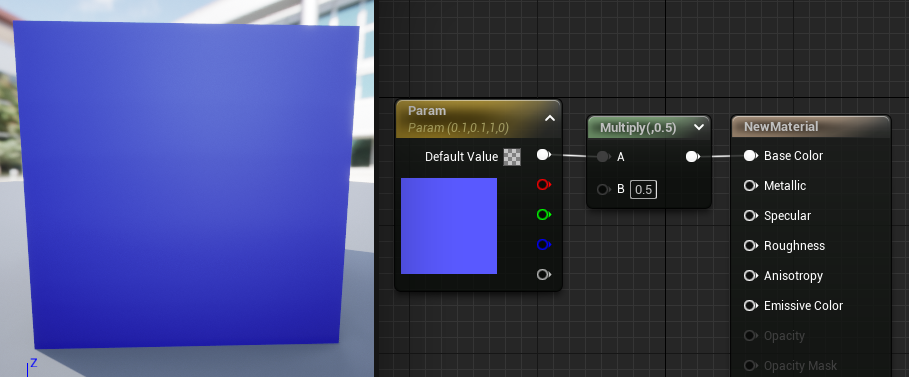 Param
Param (0.1,0.1,1,0)
Default Value
Multiply(,0.5)
A
B 0.5
NewMaterial
Base Color
Metallic
Specular
Roughness
Anisotropy
Emissive Color
Opacity
Opacity Mask
Z